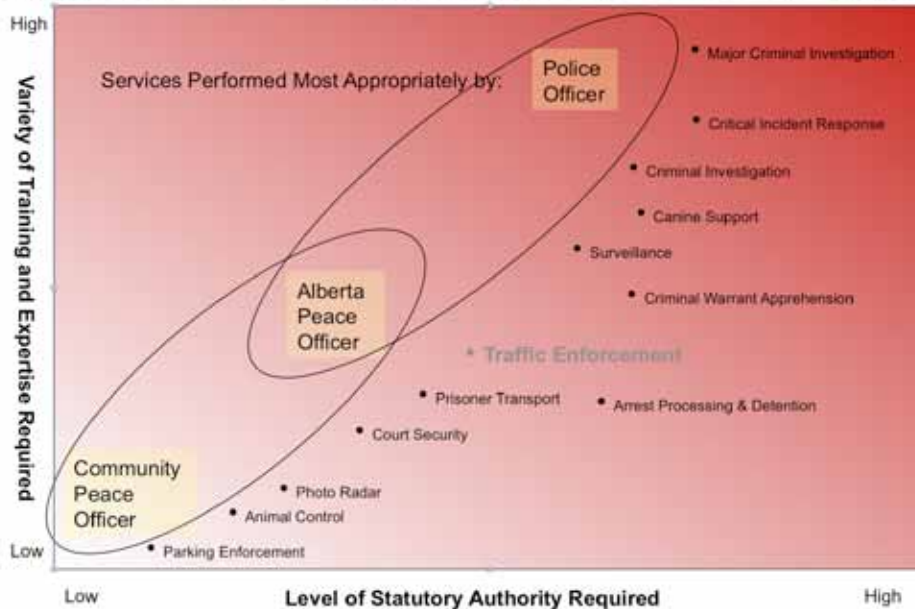 High
Variety of Training and Expertise Required
Services Performed Most Appropriately by:
Police
Officer
Major Criminal Investigation
Critical Incident Response
Criminal Investigation
Canine Support
Surveillance
Criminal Warrant Apprehension
Alberta
Peace
Officer
Traffic Enforcement
Prisoner Transport
Arrest Processing & Detention
Court Security
Community
Peace
Officer
Photo Radar
Animal Control
Parking Enforcement
Low
Low
Level of Statutory Authority Required
High